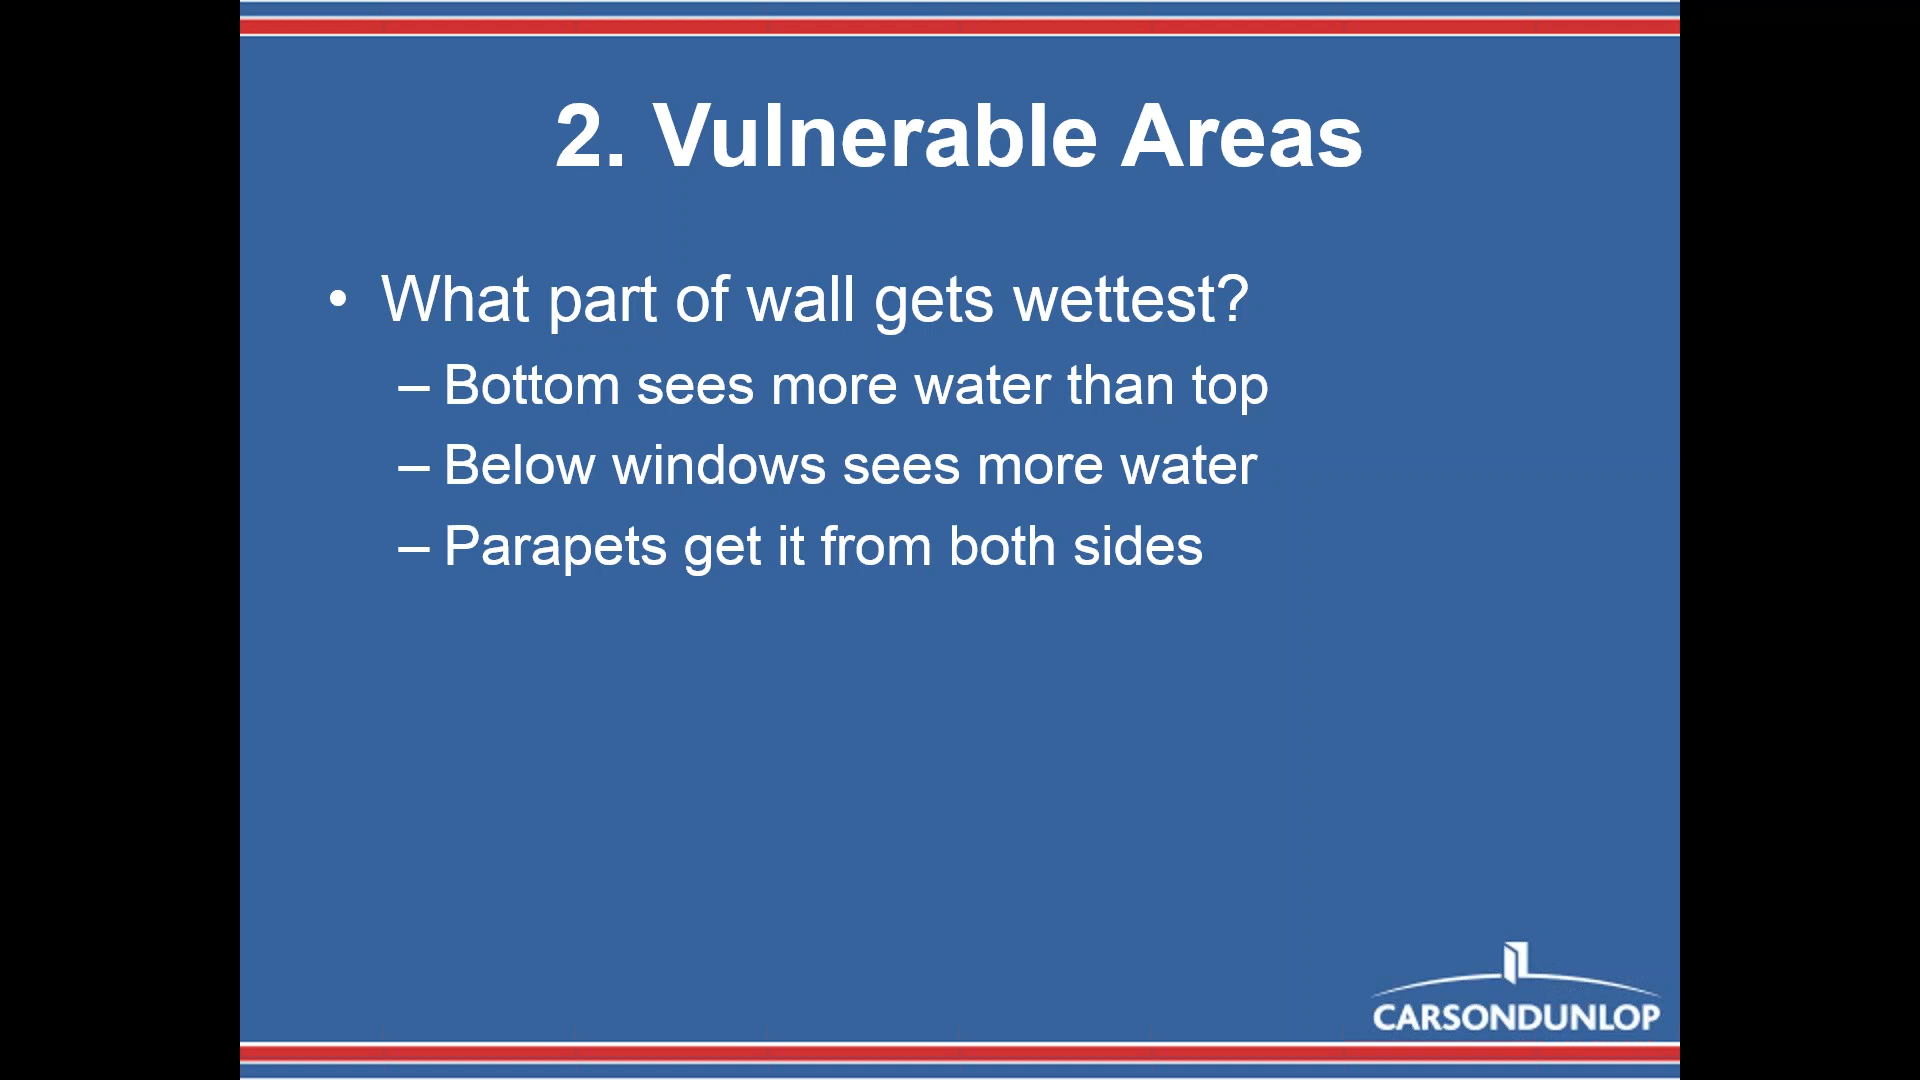 2. Vulnerable Areas
• What part of wall gets wettest?
– Bottom sees more water than top
– Below windows sees more water
– Parapets get it from both sides
CARSONDUNLOP